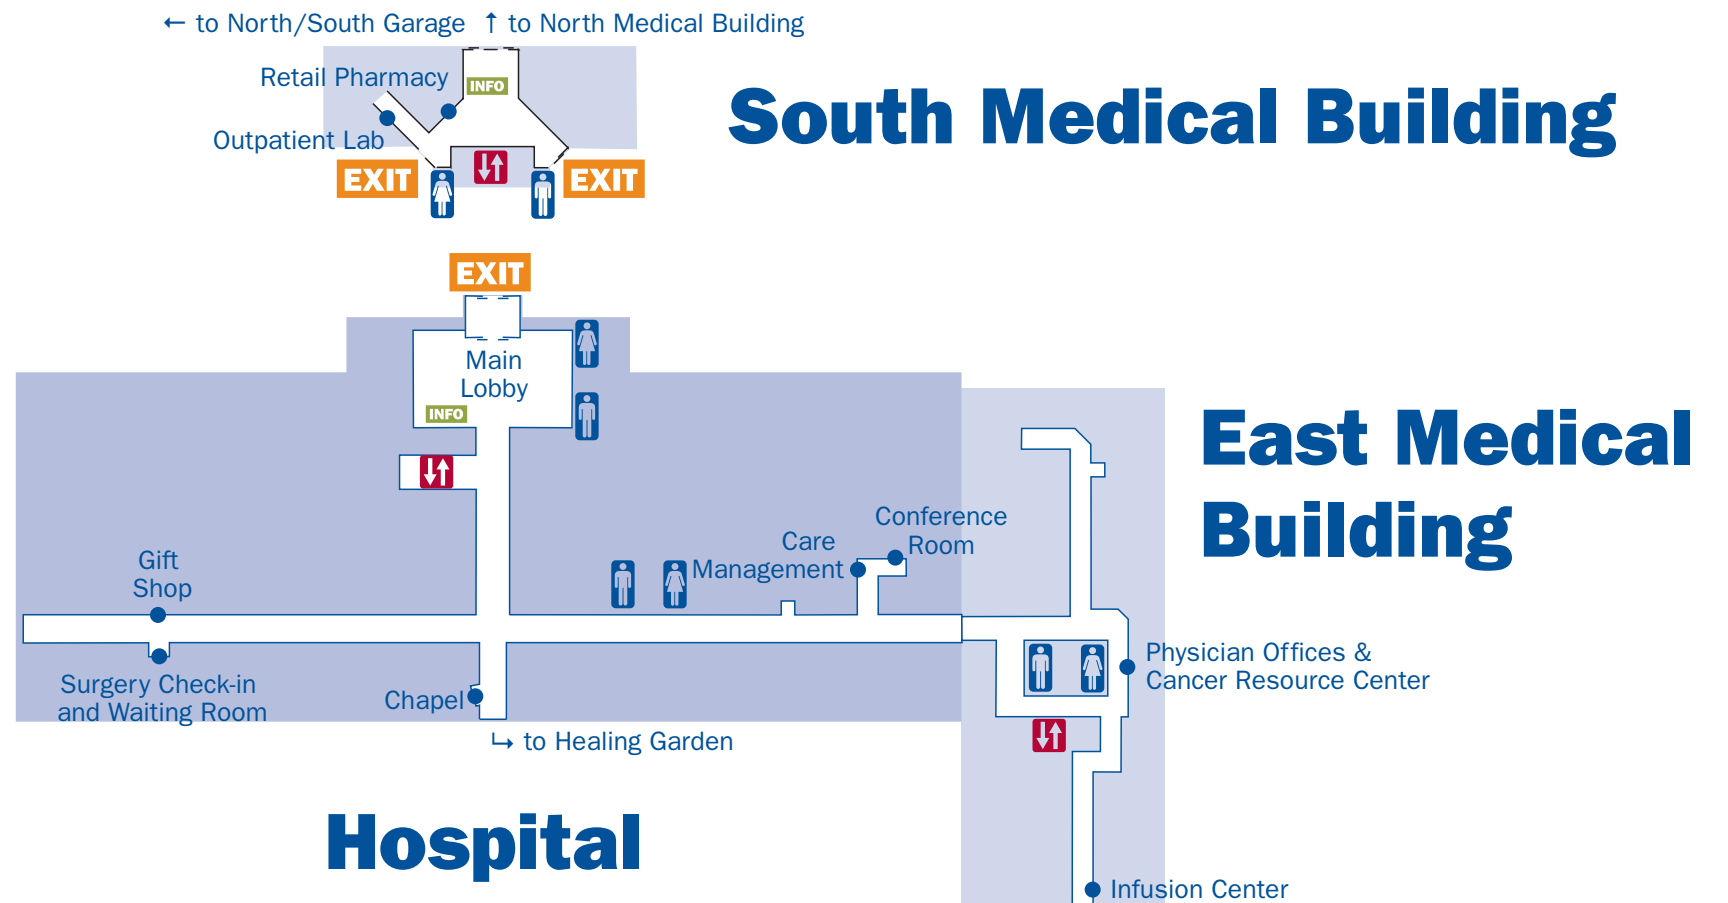 ← to North/South Garage ↑ to North Medical Building
Retail Pharmacy
INFO
South Medical Building
Outpatient Lab
EXIT
EXIT
EXIT
Main
Lobby
INFO
East Medical
Building
Conference
Room
Care
Management
Gift
Shop
Physician Offices &
Cancer Resource Center
Surgery Check-in
and Waiting Room
Chapel
↳ to Healing Garden
Hospital
Infusion Center